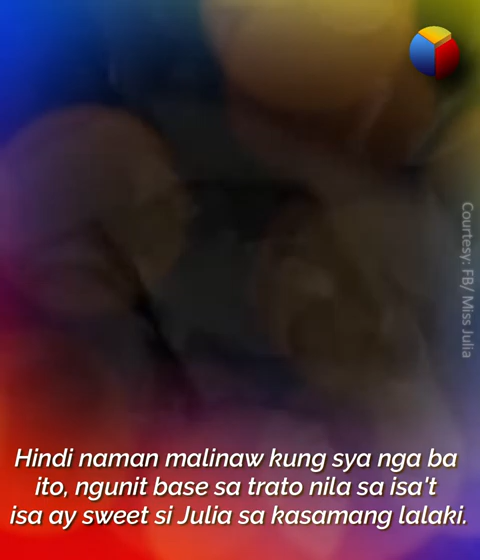 Courtesy: FB/ Miss Julia
Hindi naman malinaw kung sya nga ba
ito, ngunit base sa trato nila sa isa't
isa ay sweet si Julia sa kasamang lalaki.